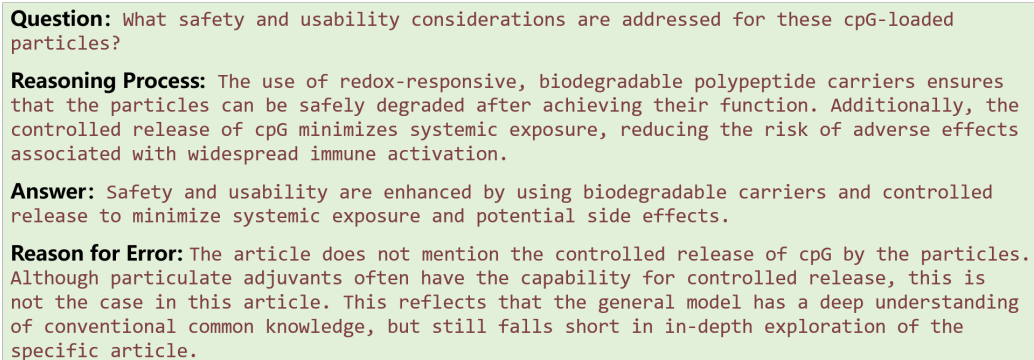 Question: What safety and usability considerations are addressed for these cpG-loaded
particles?
Reasoning Process: The use of redox-responsive, biodegradable polypeptide carriers ensures
that the particles can be safely degraded after achieving their function. Additionally, the
controlled release of cpG minimizes systemic exposure, reducing the risk of adverse effects
associated with widespread immune activation.
Answer: Safety and usability are enhanced by using biodegradable carriers and controlled
release to minimize systemic exposure and potential side effects.
Reason for Error: The article does not mention the controlled release of cpG by the particles.
Although particulate adjuvants often have the capability for controlled release, this is
not the case in this article. This reflects that the general model has a deep understanding
of conventional common knowledge, but still falls short in in-depth exploration of the
specific article.